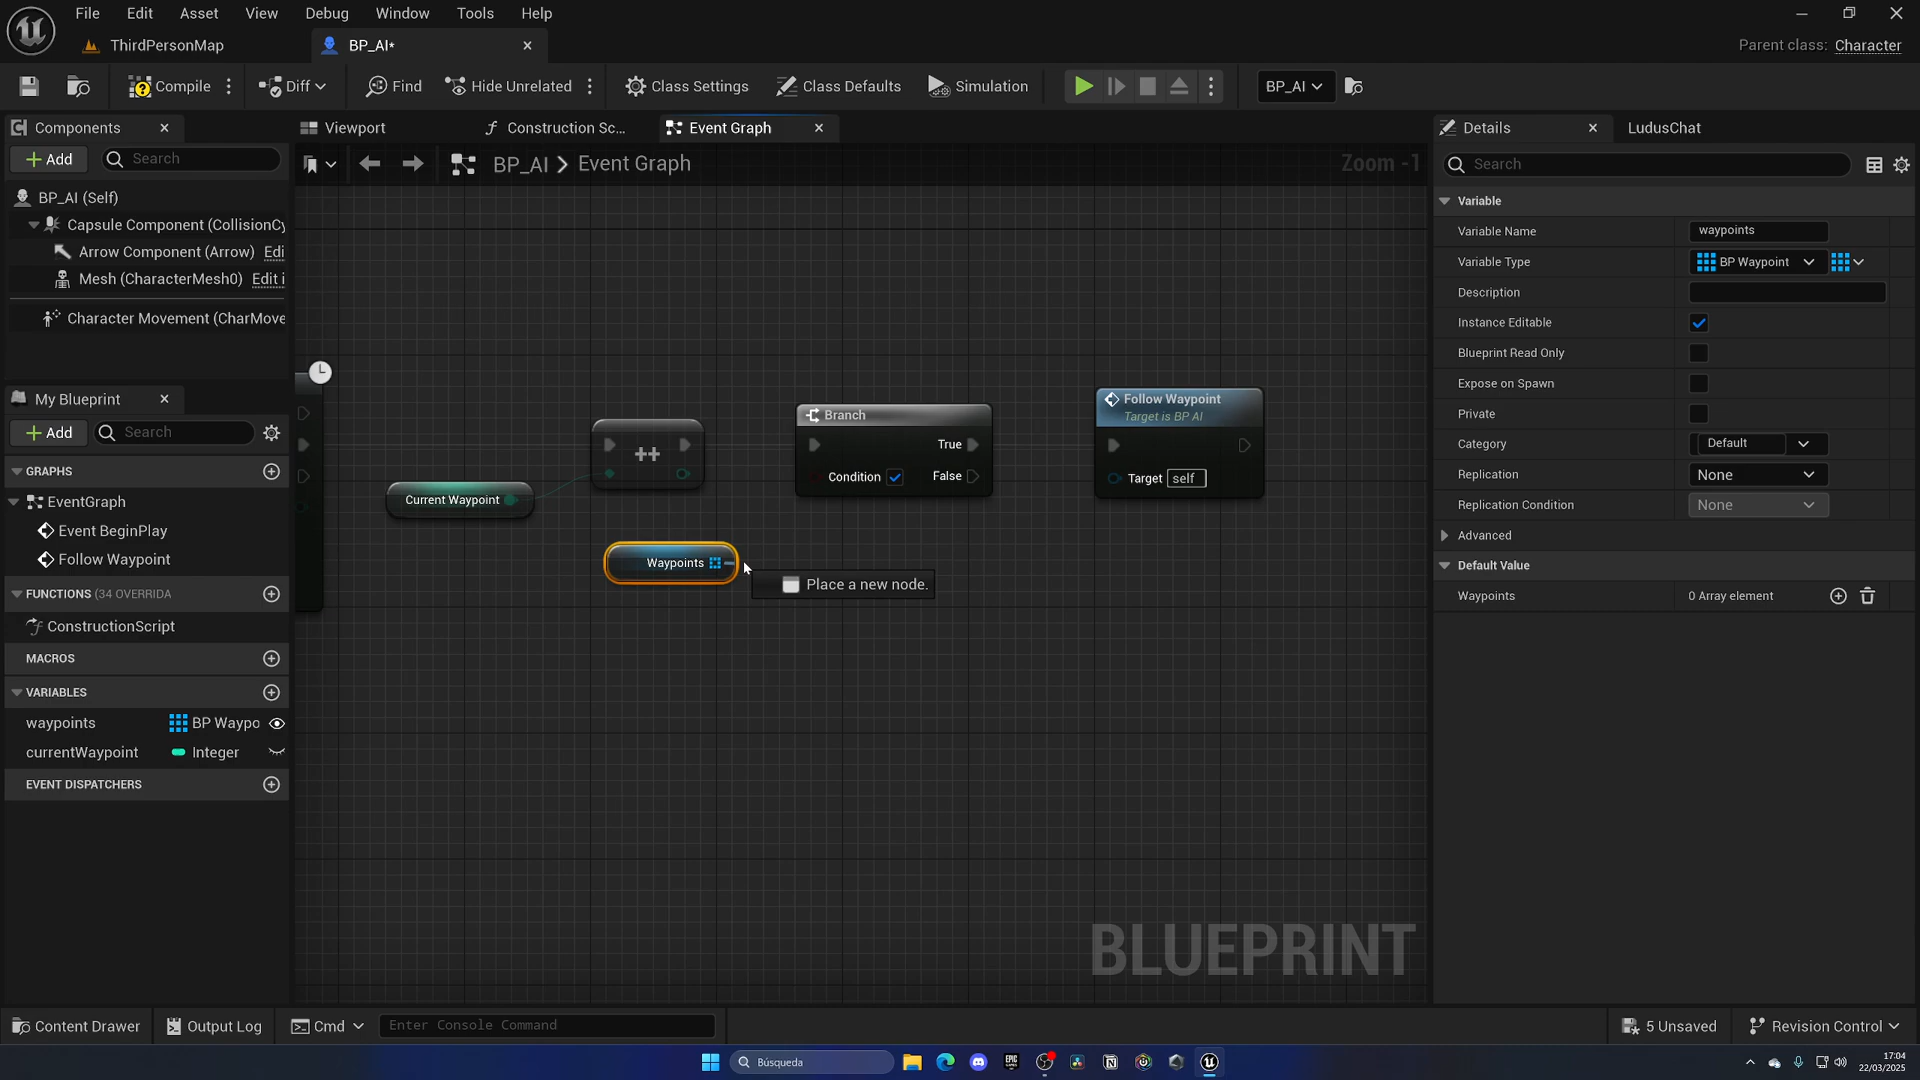 File Edit Asset View Debug Window Tools Help
ThirdPersonMap
BP_AI*
Parent class: Character
Compile
Diff
Find
Hide Unrelated
Class Settings
Class Defaults
Simulation
BP_AI
Components
Add
Search
BP_AI (Self)
Capsule Component (CollisionCy
Arrow Component (Arrow) Edi
Mesh (CharacterMesh0) Edit i
Character Movement (CharMove
My Blueprint
Add
Search
GRAPHS
EventGraph
Event BeginPlay
Follow Waypoint
FUNCTIONS (34 OVERRIDA
ConstructionScript
MACROS
VARIABLES
waypoints BP Waypo
currentWaypoint Integer
EVENT DISPATCHERS
Viewport
Construction Sc...
Event Graph
BP_AI > Event Graph
Zoom -1
Current Waypoint
++
Branch
True
Condition
False
Follow Waypoint
Target is BP AI
Target self
Waypoints
Place a new node.
BLUEPRINT
Details
LudusChat
Search
Variable
Variable Name waypoints
Variable Type BP Waypoint
Description
Instance Editable
Blueprint Read Only
Expose on Spawn
Private
Category Default
Replication None
Replication Condition None
Advanced
Default Value
Waypoints 0 Array element
Content Drawer
Output Log
Cmd
Enter Console Command
5 Unsaved
Revision Control
Búsqueda
EPIC
17:04
22/03/2025